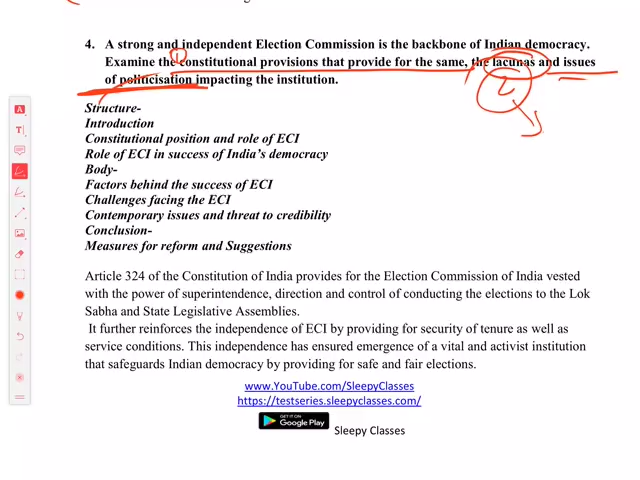 4. A strong and independent Election Commission is the backbone of Indian democracy.
Examine the constitutional provisions that provide for the same, the lacunas and issues
of politicisation impacting the institution.
1
2
Structure-
Introduction
Constitutional position and role of ECI
Role of ECI in success of India's democracy
Body-
Factors behind the success of ECI
Challenges facing the ECI
Contemporary issues and threat to credibility
Conclusion-
Measures for reform and Suggestions
Article 324 of the Constitution of India provides for the Election Commission of India vested
with the power of superintendence, direction and control of conducting the elections to the Lok
Sabha and State Legislative Assemblies.
It further reinforces the independence of ECI by providing for security of tenure as well as
service conditions. This independence has ensured emergence of a vital and activist institution
that safeguards Indian democracy by providing for safe and fair elections.
www.YouTube.com/SleepyClasses
https://testseries.sleepyclasses.com/
GET IT ON
Google Play
Sleepy Classes